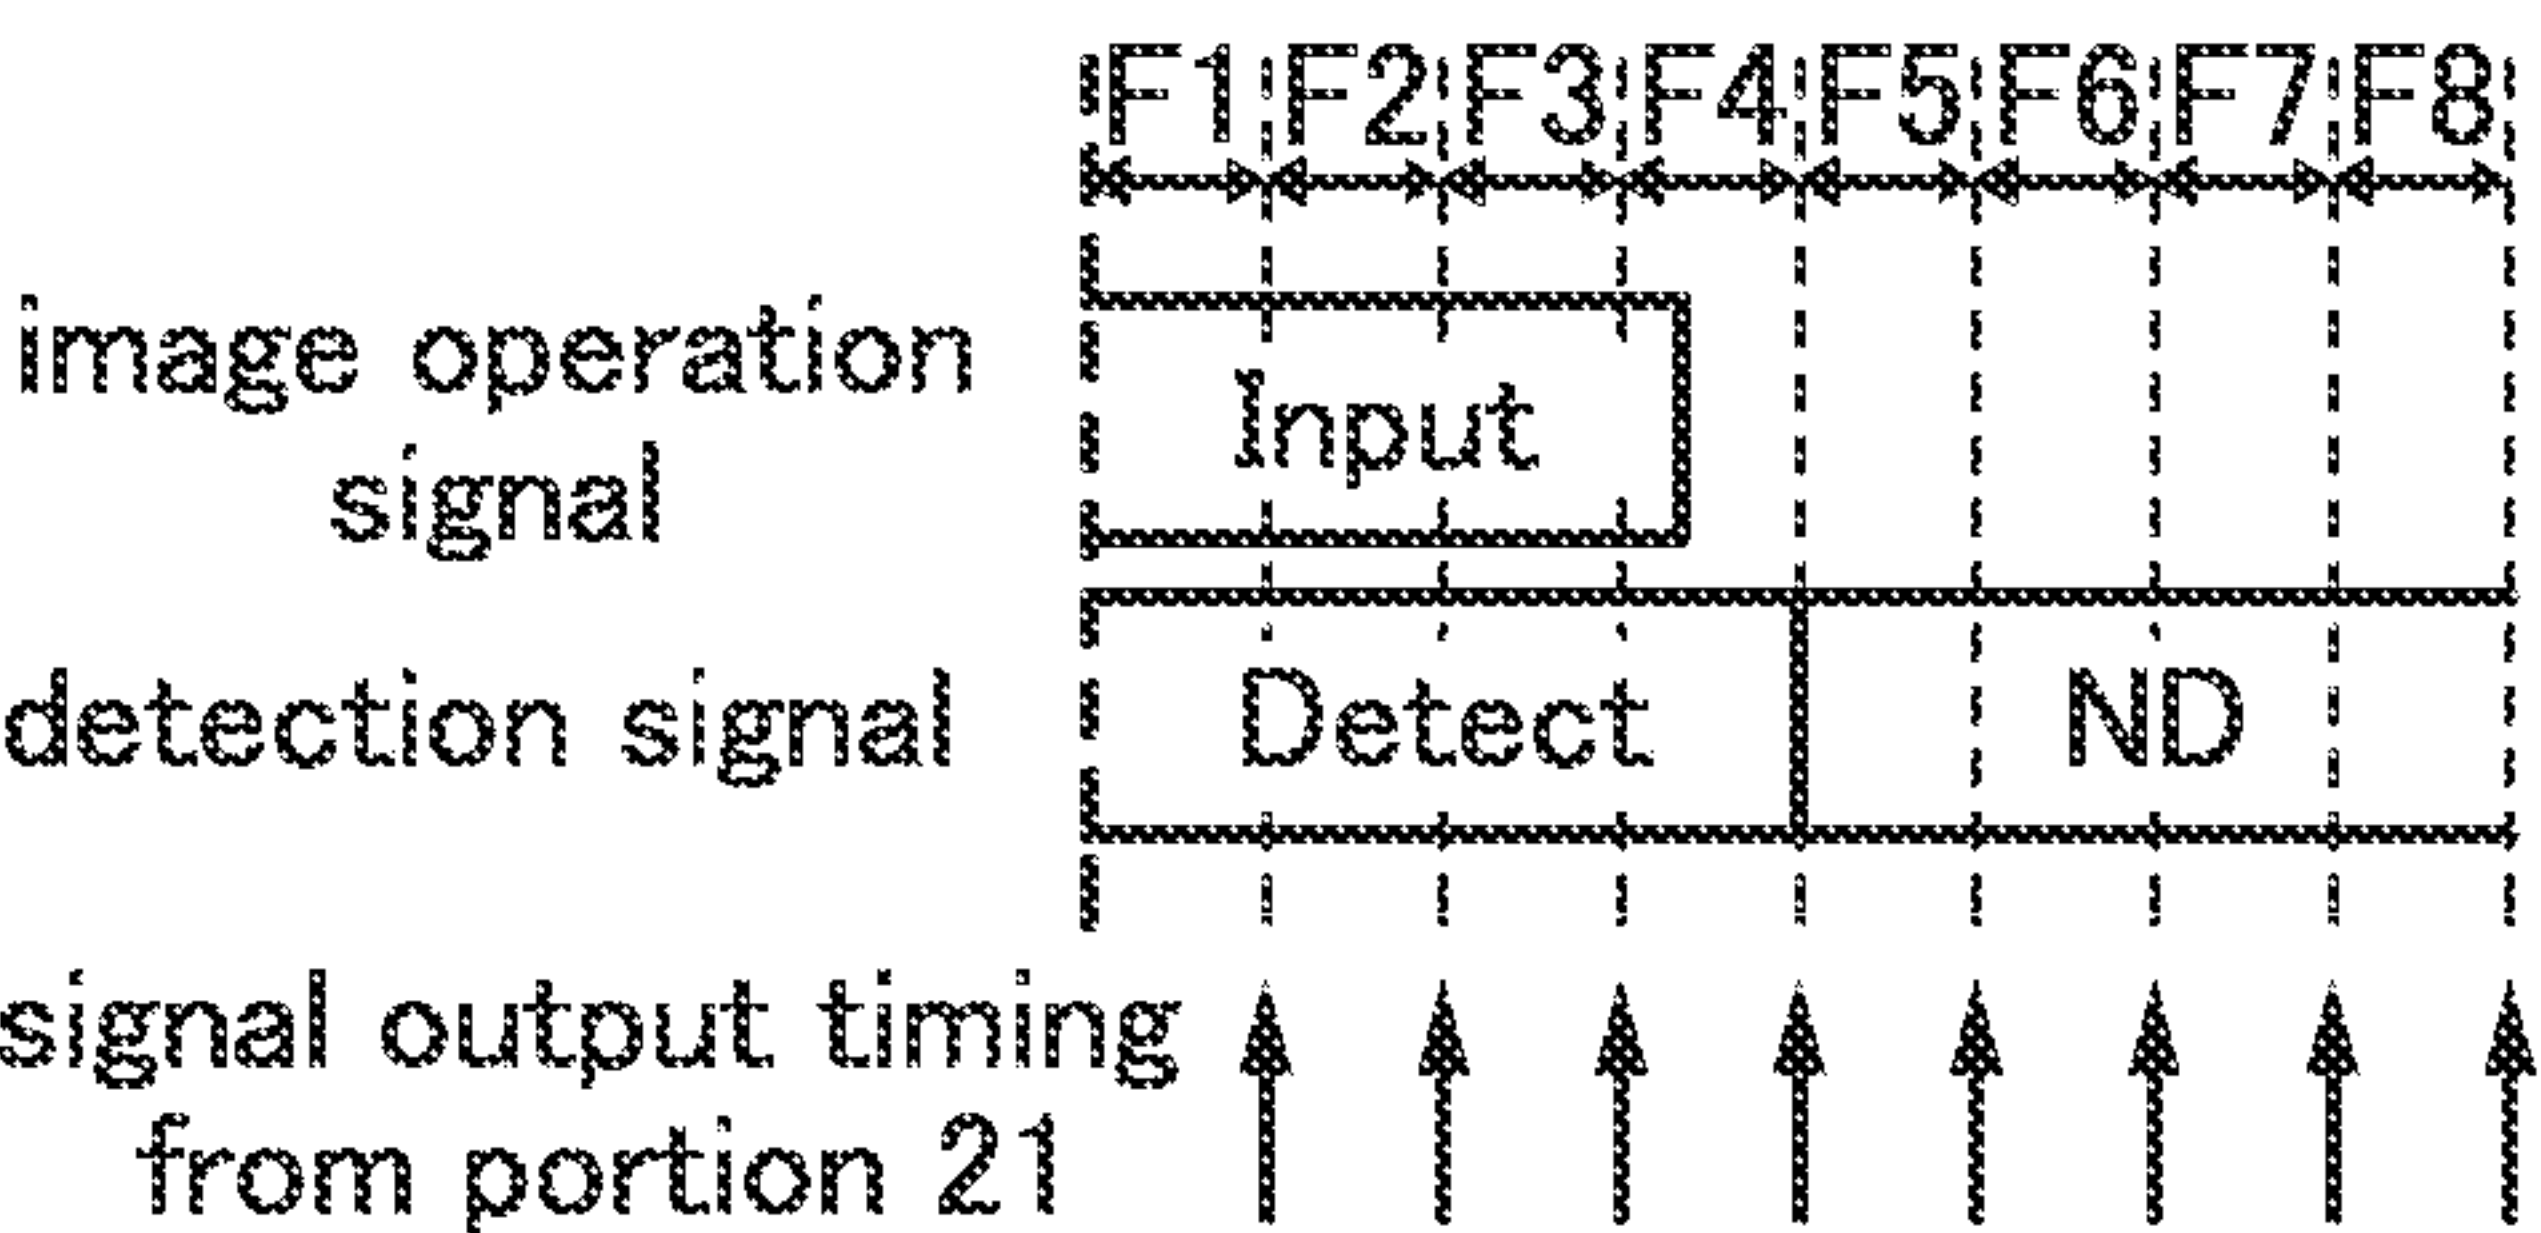 F1 F2 F3 F4 F5 F6 F7 F8
image operation
signal
Input
detection signal
Detect
ND
signal output timing
from portion 21